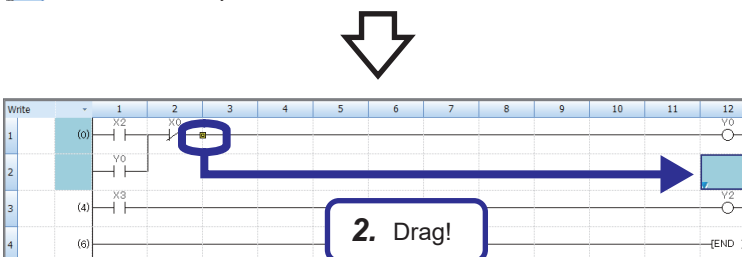 Write 1 2 3 4 5 6 7 8 9 10 11 12
X2 X0 Y0
1 (0)
Y0
2
X3 Y2
3 (4)
2. Drag!
4 (6) [END